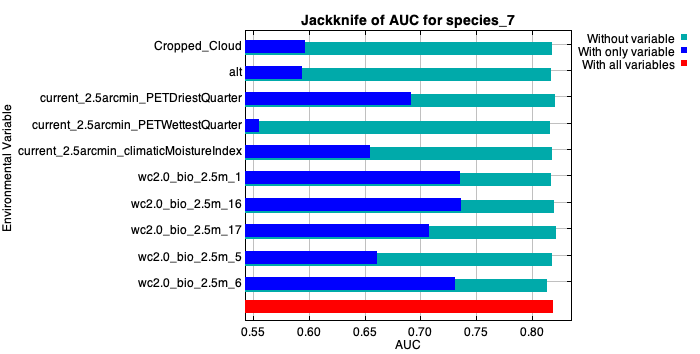 Jackknife of AUC for species_7
Without variable
With only variable
With all variables
Environmental Variable
Cropped_Cloud
alt
current_2.5arcmin_PETDriestQuarter
current_2.5arcmin_PETWettestQuarter
current_2.5arcmin_climaticMoistureIndex
wc2.0_bio_2.5m_1
wc2.0_bio_2.5m_16
wc2.0_bio_2.5m_17
wc2.0_bio_2.5m_5
wc2.0_bio_2.5m_6
0.55 0.60 0.65 0.70 0.75 0.80
AUC